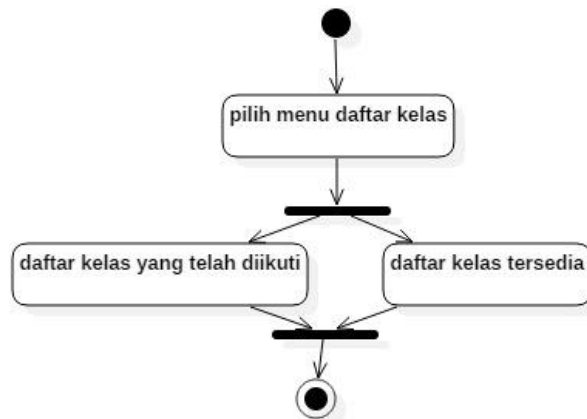 pilih menu daftar kelas
daftar kelas yang telah diikuti
daftar kelas tersedia